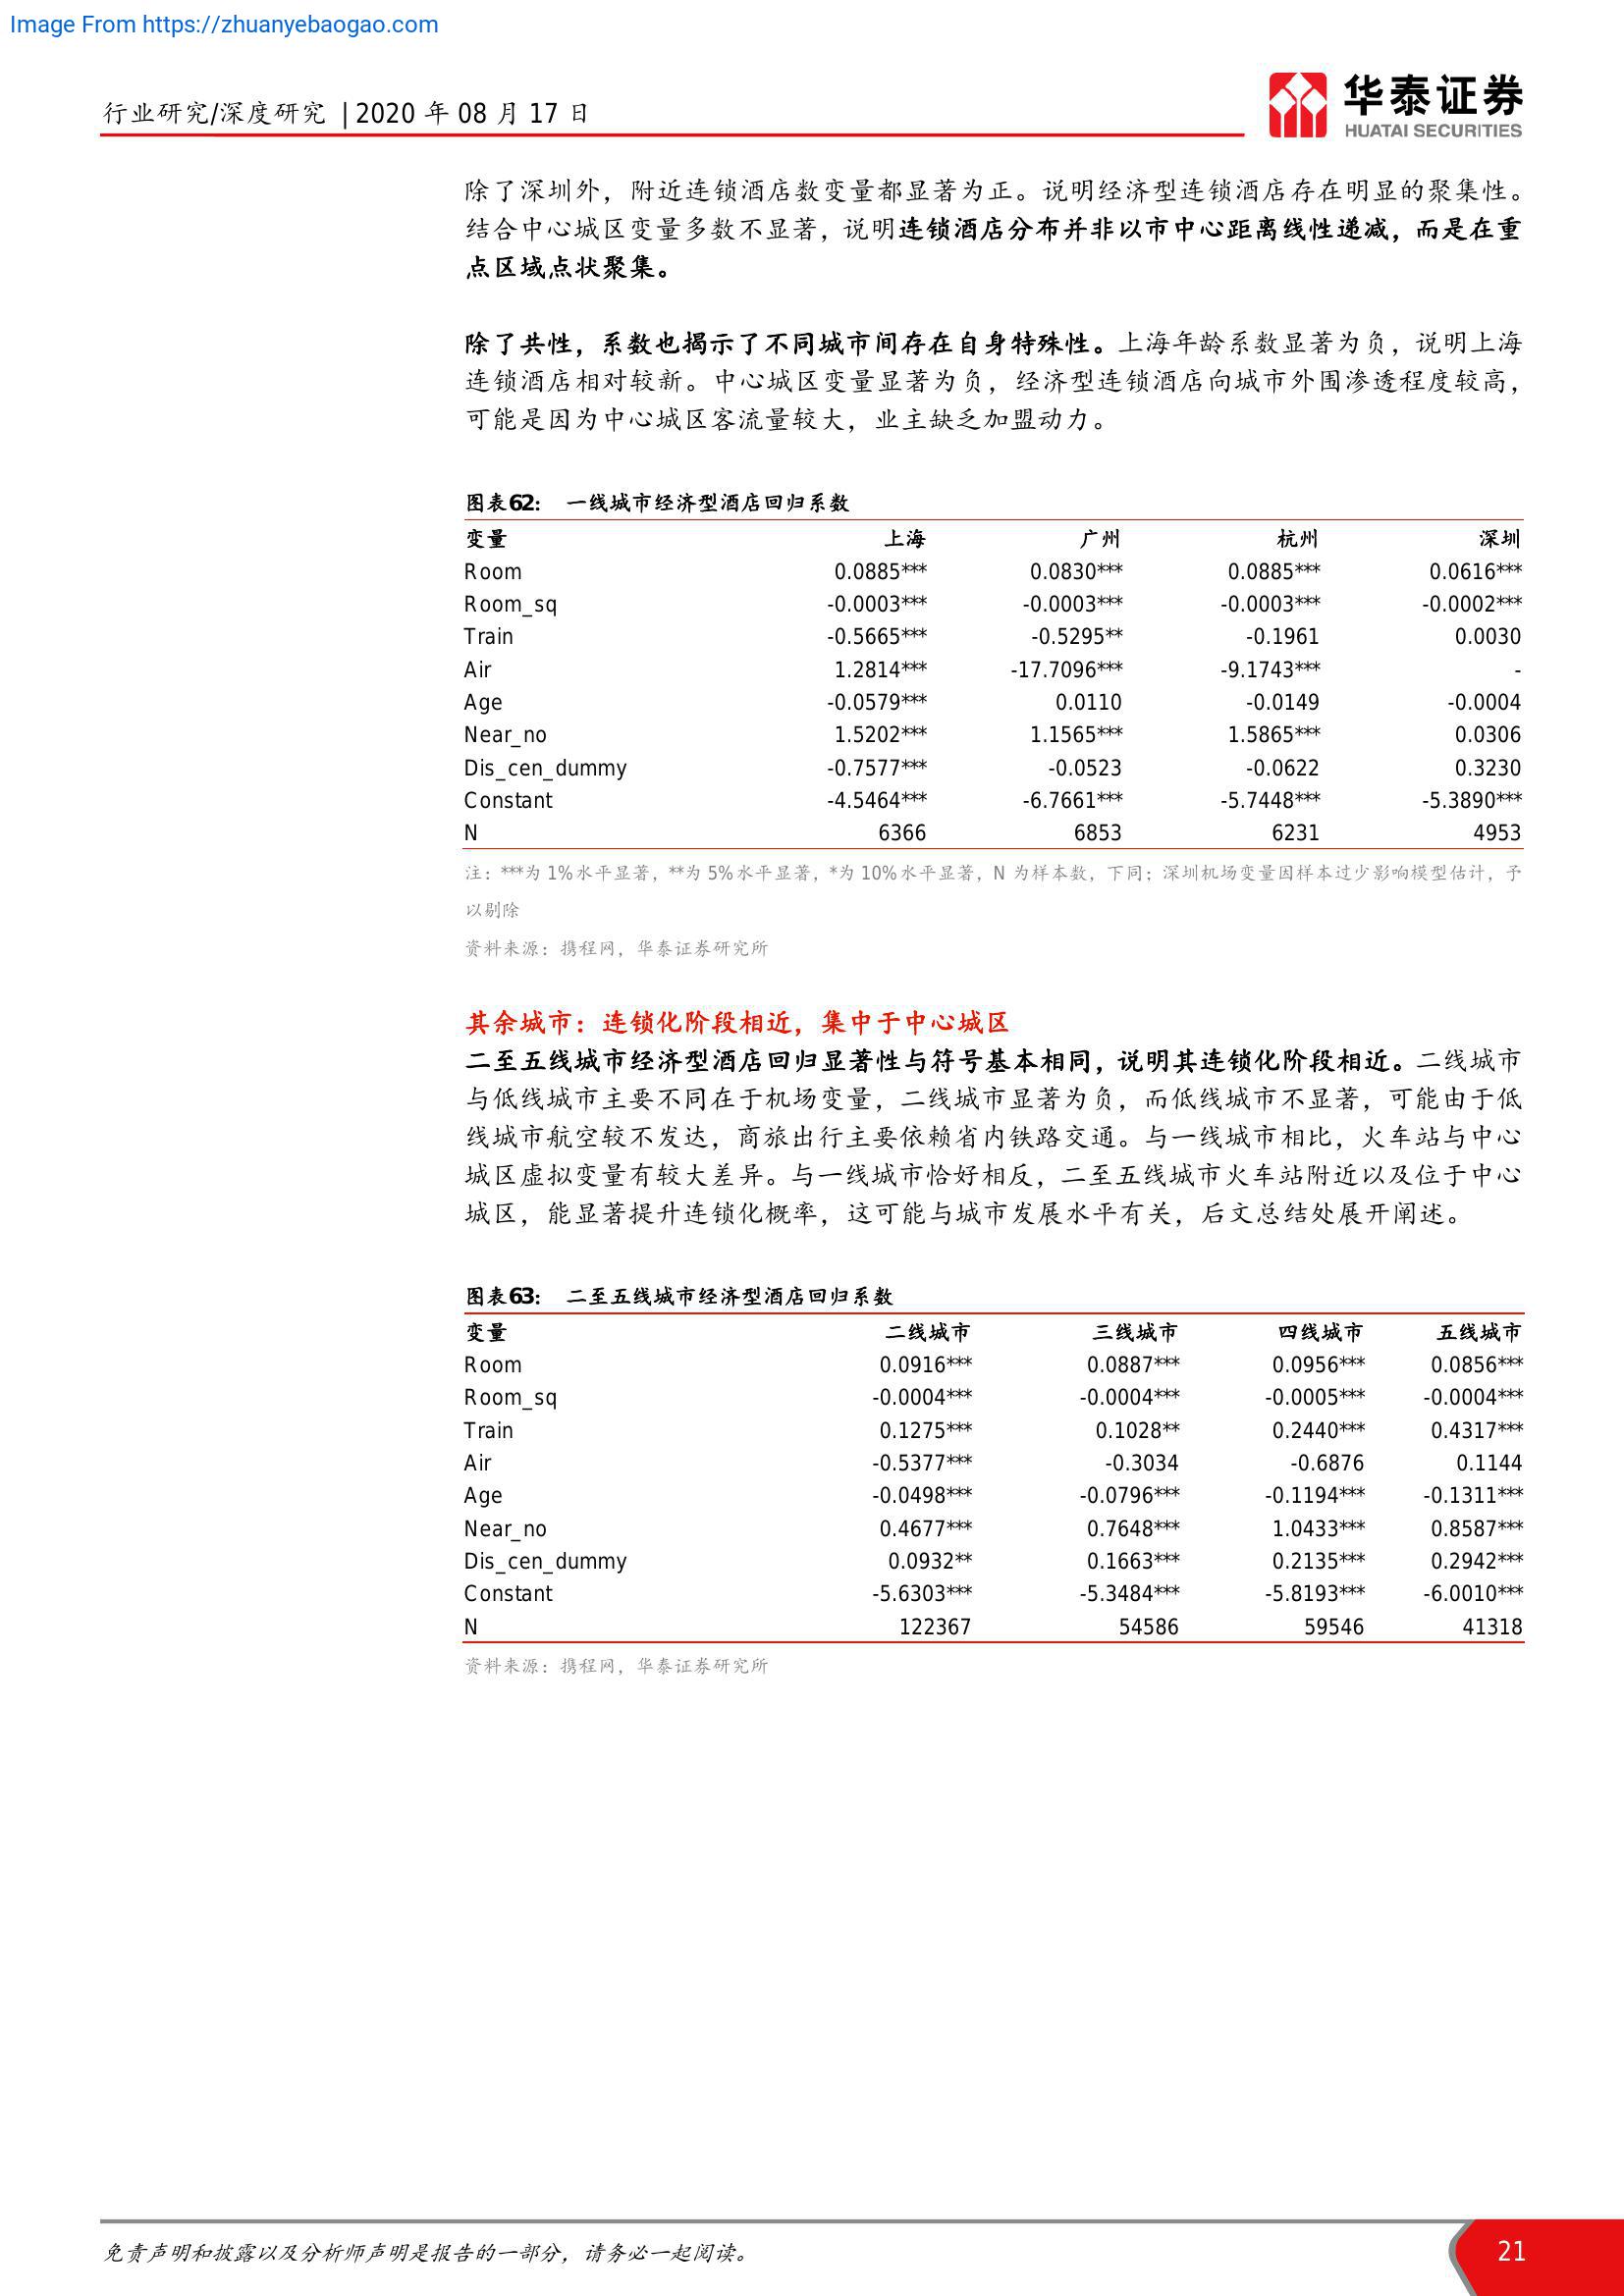 Image From https://zhuanyebaogao.com
行业研究/深度研究 | 2020 年 08 月 17 日
华泰证券
HUATAI SECURITIES
除了深圳外，附近连锁酒店数变量都显著为正。说明经济型连锁酒店存在明显的聚集性。
结合中心城区变量多数不显著，说明连锁酒店分布并非以市中心距离线性递减，而是在重
点区域点状聚集。
除了共性，系数也揭示了不同城市间存在自身特殊性。上海年龄系数显著为负，说明上海
连锁酒店相对较新。中心城区变量显著为负，经济型连锁酒店向城市外围渗透程度较高，
可能是因为中心城区客流量较大，业主缺乏加盟动力。
图表62： 一线城市经济型酒店回归系数
变量 上海 广州 杭州 深圳
Room 0.0885*** 0.0830*** 0.0885*** 0.0616***
Room_sq -0.0003*** -0.0003*** -0.0003*** -0.0002***
Train -0.5665*** -0.5295** -0.1961 0.0030
Air 1.2814*** -17.7096*** -9.1743*** -
Age -0.0579*** 0.0110 -0.0149 -0.0004
Near_no 1.5202*** 1.1565*** 1.5865*** 0.0306
Dis_cen_dummy -0.7577*** -0.0523 -0.0622 0.3230
Constant -4.5464*** -6.7661*** -5.7448*** -5.3890***
N 6366 6853 6231 4953
注：***为 1%水平显著，**为 5%水平显著，*为 10%水平显著，N 为样本数，下同；深圳机场变量因样本过少影响模型估计，予
以剔除
资料来源：携程网，华泰证券研究所
其余城市：连锁化阶段相近，集中于中心城区
二至五线城市经济型酒店回归显著性与符号基本相同，说明其连锁化阶段相近。二线城市
与低线城市主要不同在于机场变量，二线城市显著为负，而低线城市不显著，可能由于低
线城市航空较不发达，商旅出行主要依赖省内铁路交通。与一线城市相比，火车站与中心
城区虚拟变量有较大差异。与一线城市恰好相反，二至五线城市火车站附近以及位于中心
城区，能显著提升连锁化概率，这可能与城市发展水平有关，后文总结处展开阐述。
图表63： 二至五线城市经济型酒店回归系数
变量 二线城市 三线城市 四线城市 五线城市
Room 0.0916*** 0.0887*** 0.0956*** 0.0856***
Room_sq -0.0004*** -0.0004*** -0.0005*** -0.0004***
Train 0.1275*** 0.1028** 0.2440*** 0.4317***
Air -0.5377*** -0.3034 -0.6876 0.1144
Age -0.0498*** -0.0796*** -0.1194*** -0.1311***
Near_no 0.4677*** 0.7648*** 1.0433*** 0.8587***
Dis_cen_dummy 0.0932** 0.1663*** 0.2135*** 0.2942***
Constant -5.6303*** -5.3484*** -5.8193*** -6.0010***
N 122367 54586 59546 41318
资料来源：携程网，华泰证券研究所
免责声明和披露以及分析师声明是报告的一部分，请务必一起阅读。
21